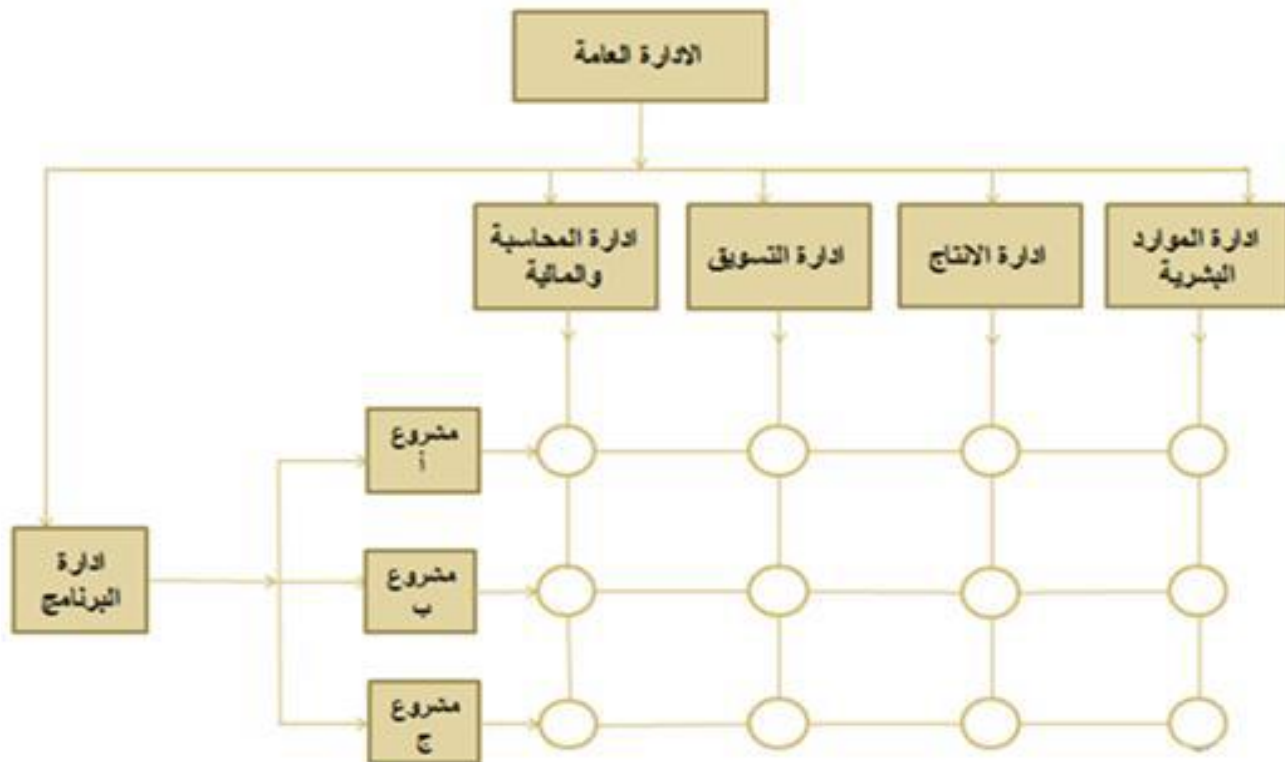 الادارة العامة
ادارة الموارد
البشرية
ادارة الانتاج
ادارة التسويق
ادارة المحاسبة
والمالية
مشروع
أ
مشروع
ب
مشروع
ج
ادارة
البرنامج